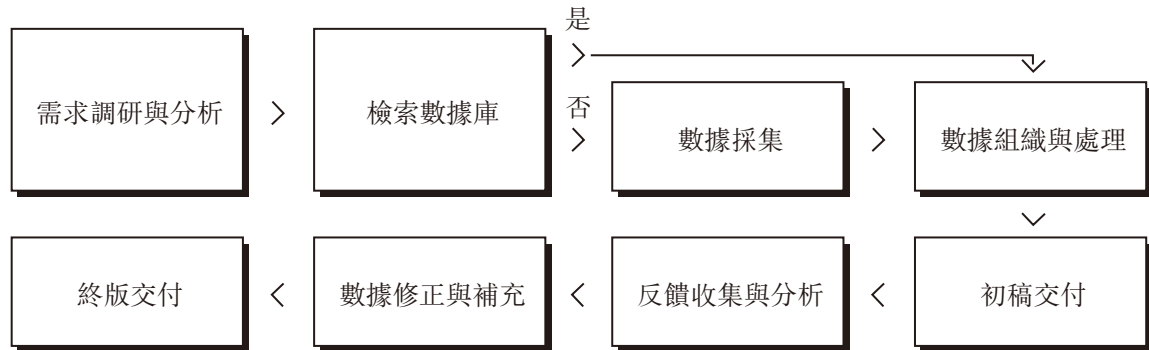 是
需求調研與分析
檢索數據庫
否
數據採集
數據組織與處理
終版交付
數據修正與補充
反饋收集與分析
初稿交付